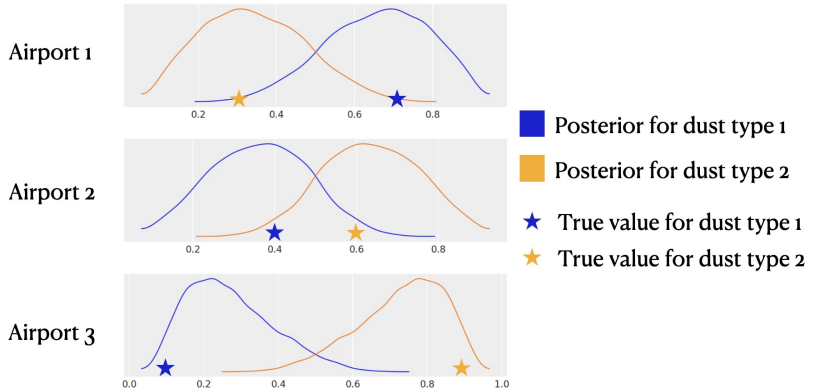 Airport 1
0.2 0.4 0.6 0.8
Airport 2
0.2 0.4 0.6 0.8
Airport 3
0.0 0.2 0.4 0.6 0.8 1.0
Posterior for dust type 1
Posterior for dust type 2
True value for dust type 1
True value for dust type 2